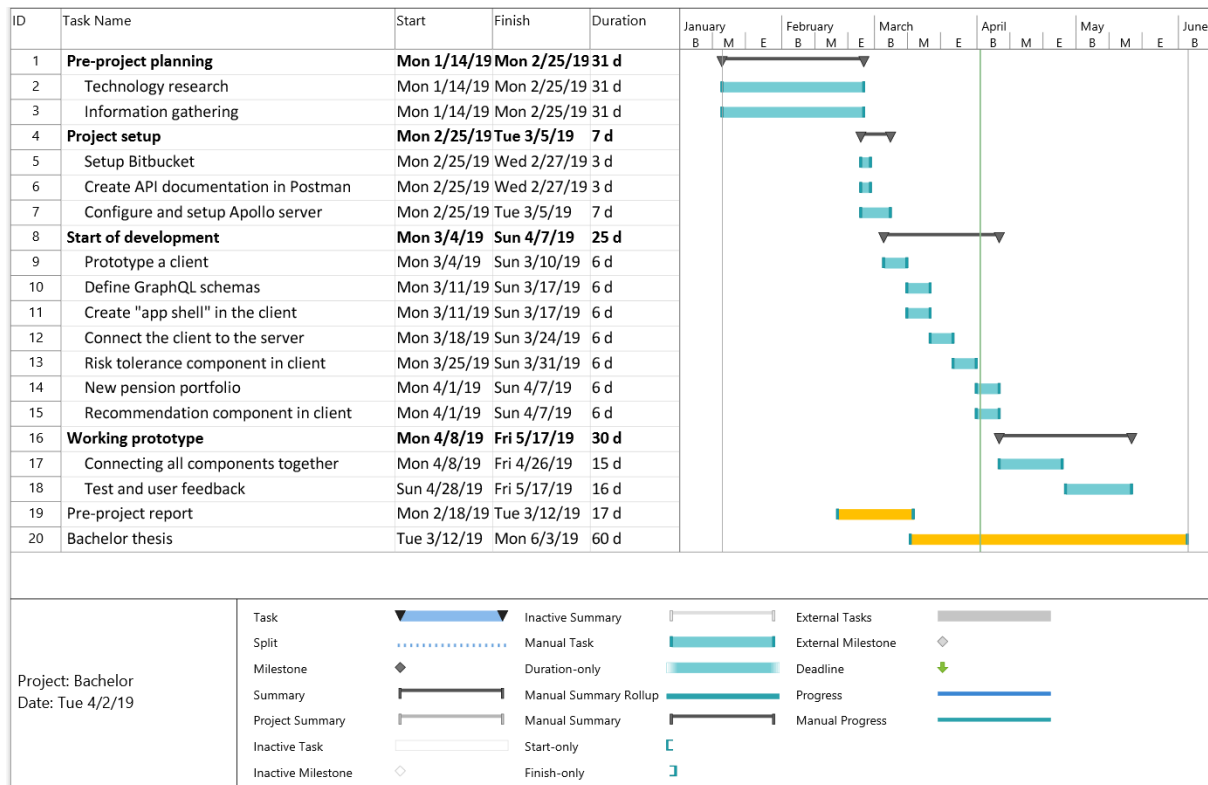 ID Task Name Start Finish Duration January February March April May June
B M E B M E B M E B M E B M E B
1 Pre-project planning Mon 1/14/19 Mon 2/25/19 31 d
2 Technology research Mon 1/14/19 Mon 2/25/19 31 d
3 Information gathering Mon 1/14/19 Mon 2/25/19 31 d
4 Project setup Mon 2/25/19 Tue 3/5/19 7 d
5 Setup Bitbucket Mon 2/25/19 Wed 2/27/19 3 d
6 Create API documentation in Postman Mon 2/25/19 Wed 2/27/19 3 d
7 Configure and setup Apollo server Mon 2/25/19 Tue 3/5/19 7 d
8 Start of development Mon 3/4/19 Sun 4/7/19 25 d
9 Prototype a client Mon 3/4/19 Sun 3/10/19 6 d
10 Define GraphQL schemas Mon 3/11/19 Sun 3/17/19 6 d
11 Create "app shell" in the client Mon 3/11/19 Sun 3/17/19 6 d
12 Connect the client to the server Mon 3/18/19 Sun 3/24/19 6 d
13 Risk tolerance component in client Mon 3/25/19 Sun 3/31/19 6 d
14 New pension portfolio Mon 4/1/19 Sun 4/7/19 6 d
15 Recommendation component in client Mon 4/1/19 Sun 4/7/19 6 d
16 Working prototype Mon 4/8/19 Fri 5/17/19 30 d
17 Connecting all components together Mon 4/8/19 Fri 4/26/19 15 d
18 Test and user feedback Sun 4/28/19 Fri 5/17/19 16 d
19 Pre-project report Mon 2/18/19 Tue 3/12/19 17 d
20 Bachelor thesis Tue 3/12/19 Mon 6/3/19 60 d
Project: Bachelor
Date: Tue 4/2/19
Task
Split
Milestone
Summary
Project Summary
Inactive Task
Inactive Milestone
Inactive Summary
Manual Task
Duration-only
Manual Summary Rollup
Manual Summary
Start-only
Finish-only
External Tasks
External Milestone
Deadline
Progress
Manual Progress